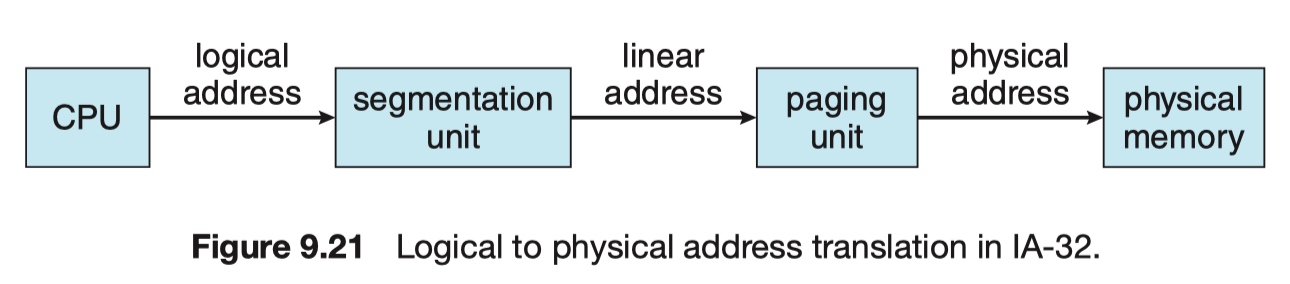 CPU
logical
address
segmentation
unit
linear
address
paging
unit
physical
address
physical
memory
Figure 9.21 Logical to physical address translation in IA-32.